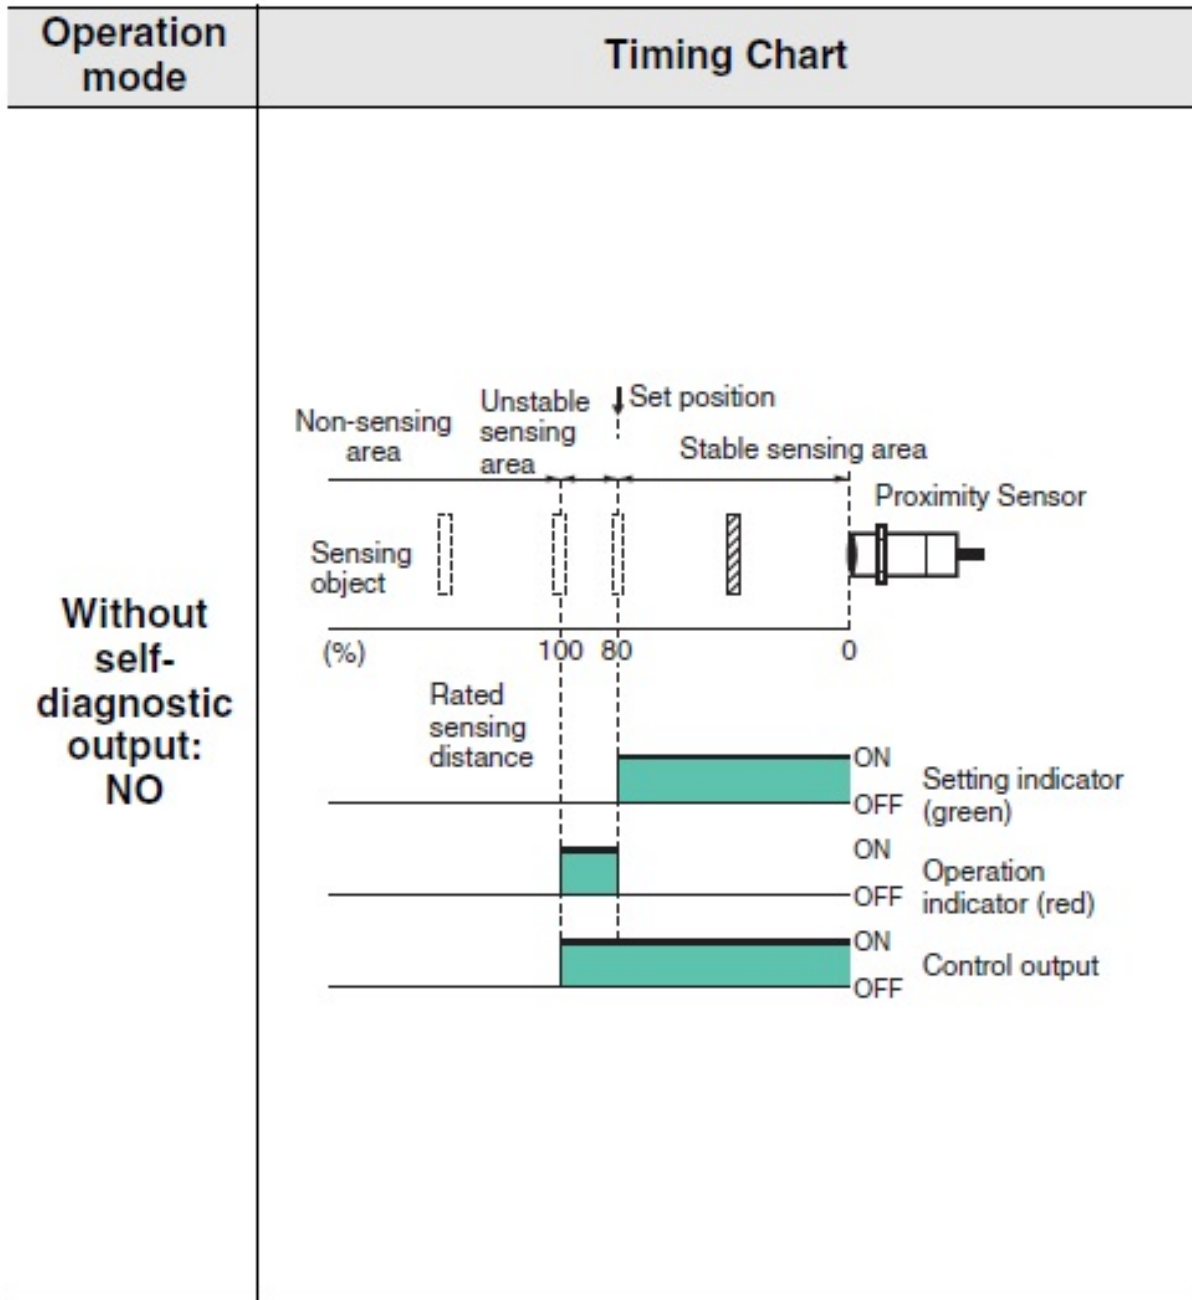 Operation
mode
Timing Chart
Without
self-
diagnostic
output:
NO
Non-sensing
area
Unstable
sensing
area
Set position
Stable sensing area
Proximity Sensor
Sensing
object
(%)
100 80 0
Rated
sensing
distance
ON
OFF
Setting indicator
(green)
ON
OFF
Operation
indicator (red)
ON
OFF
Control output